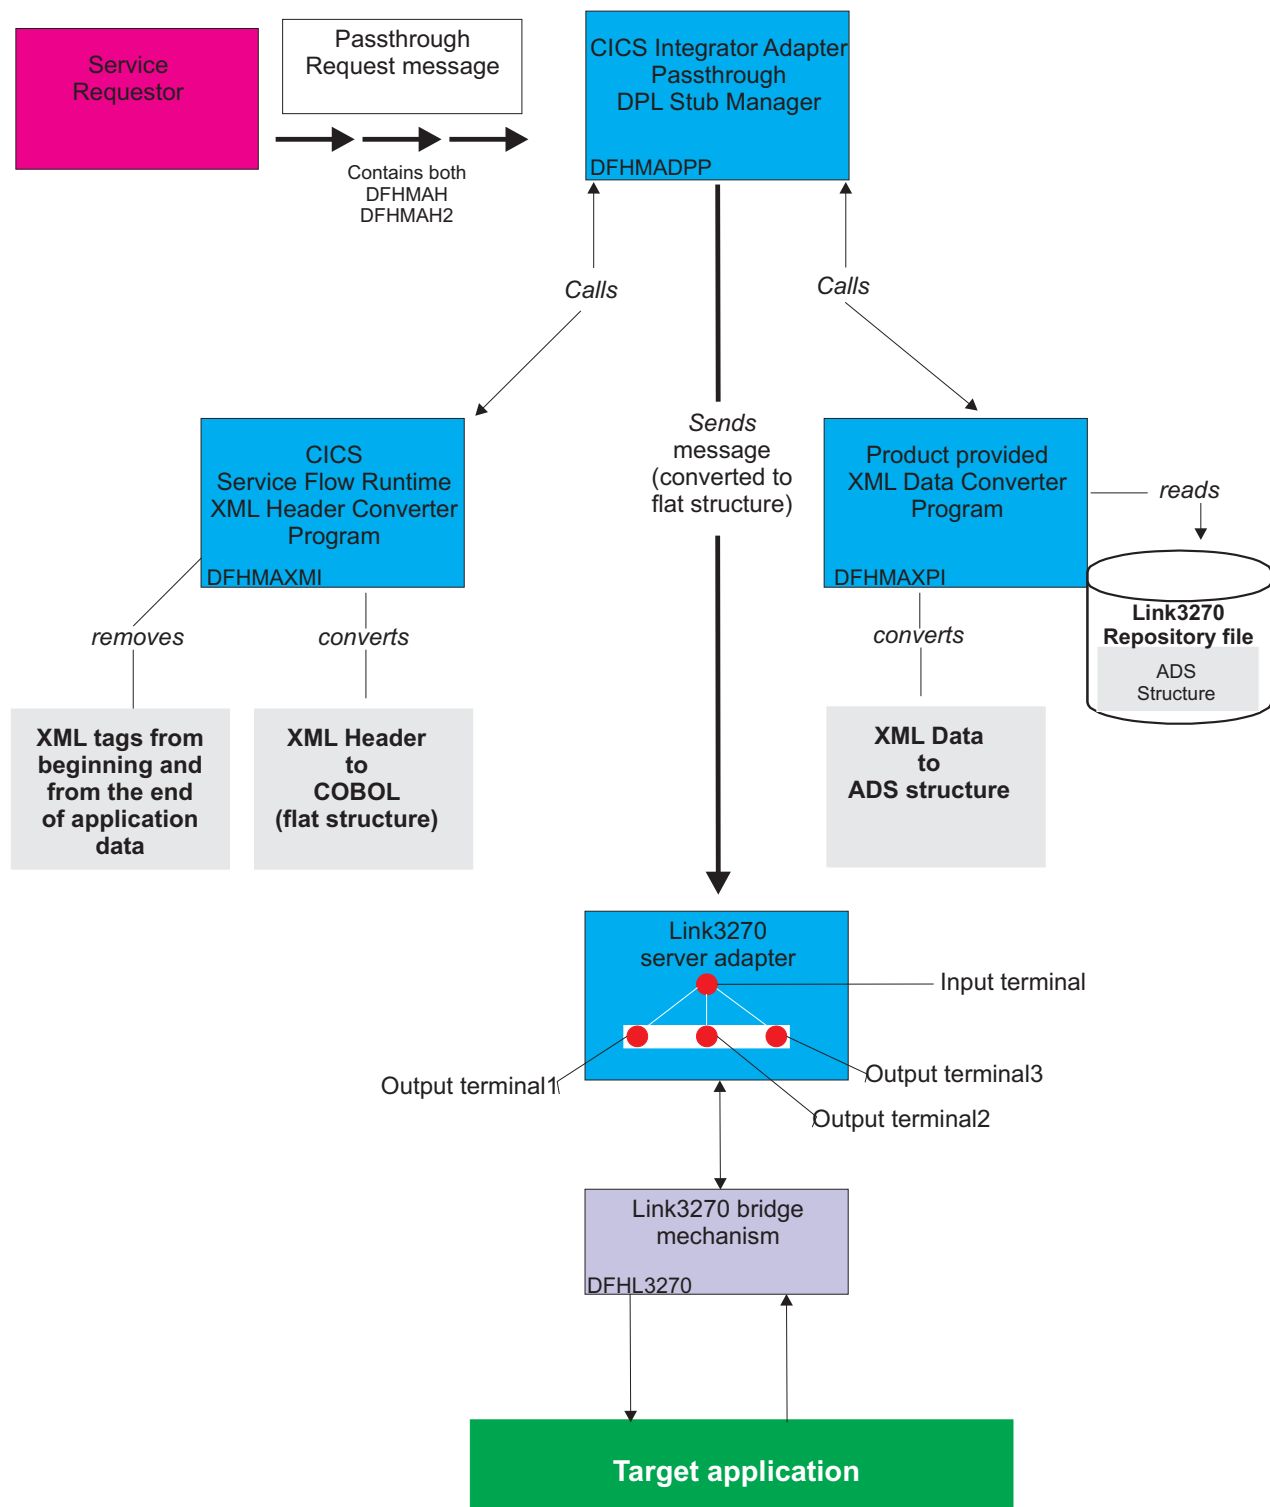 Service
Requestor
Passthrough
Request message
Contains both
DFHMAH
DFHMAH2
CICS Integrator Adapter
Passthrough
DPL Stub Manager
DFHMADPP
Calls
Calls
CICS
Service Flow Runtime
XML Header Converter
Program
DFHMAXMI
Sends
message
(converted to
flat structure)
Product provided
XML Data Converter
Program
DFHMAXPI
reads
Link3270
Repository file
ADS
Structure
removes
converts
converts
XML tags from
beginning and
from the end
of application
data
XML Header
to
COBOL
(flat structure)
XML Data
to
ADS structure
Link3270
server adapter
Input terminal
Output terminal1
Output terminal3
Output terminal2
Link3270 bridge
mechanism
DFHL3270
Target application